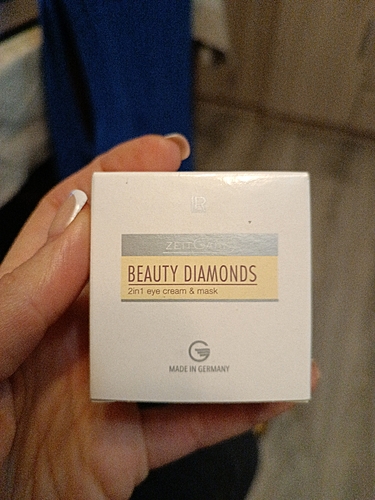 LR
ZEITGARD
BEAUTY DIAMONDS
2in1 eye cream & mask
G
MADE IN GERMANY